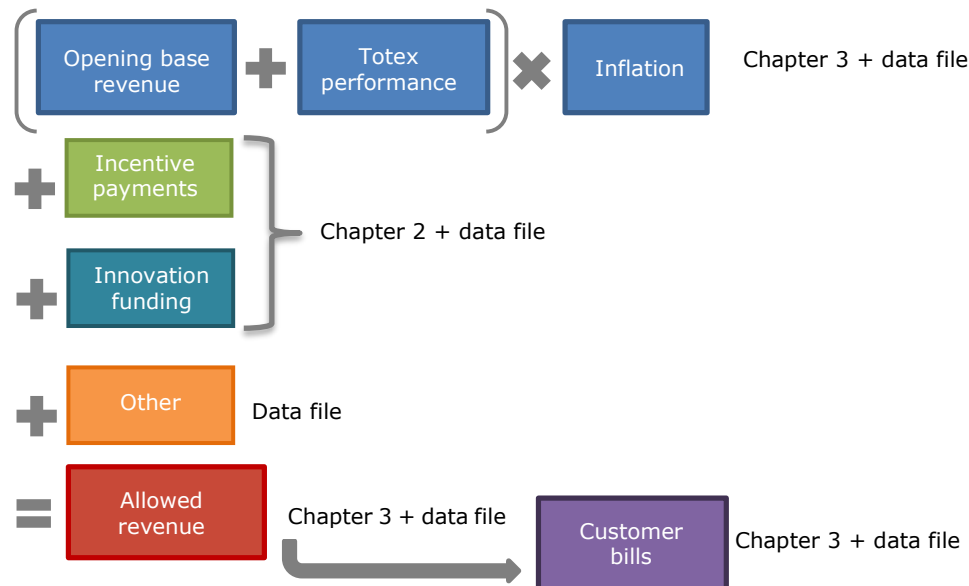 Opening base
revenue
Totex
performance
Inflation
Chapter 3 + data file
Incentive
payments
Chapter 2 + data file
Innovation
funding
Other
Data file
Allowed
revenue
Chapter 3 + data file
Customer
bills
Chapter 3 + data file